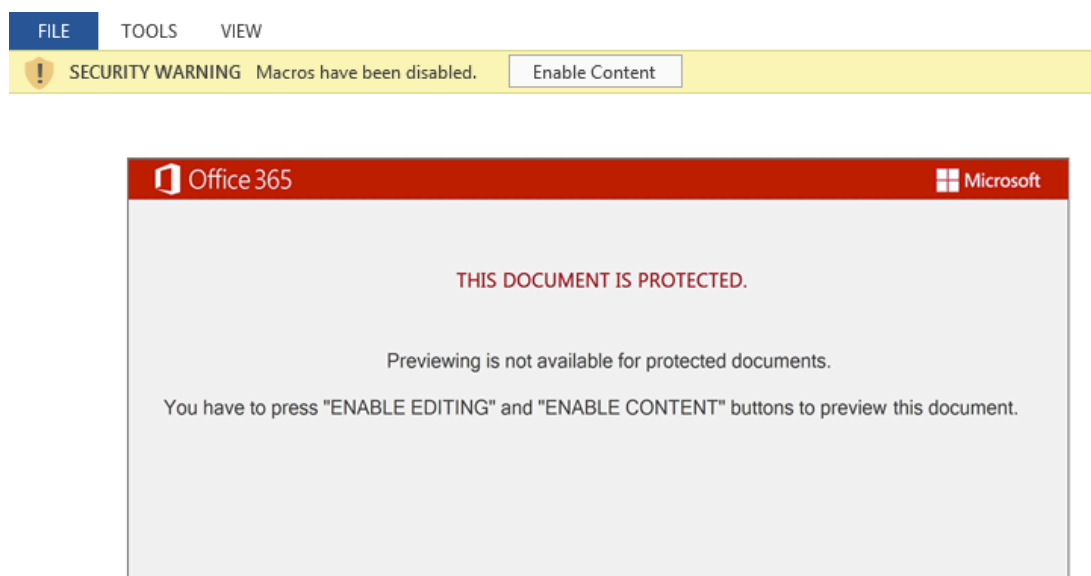 FILE TOOLS VIEW
! SECURITY WARNING Macros have been disabled. Enable Content
Office 365 Microsoft
THIS DOCUMENT IS PROTECTED.
Previewing is not available for protected documents.
You have to press "ENABLE EDITING" and "ENABLE CONTENT" buttons to preview this document.